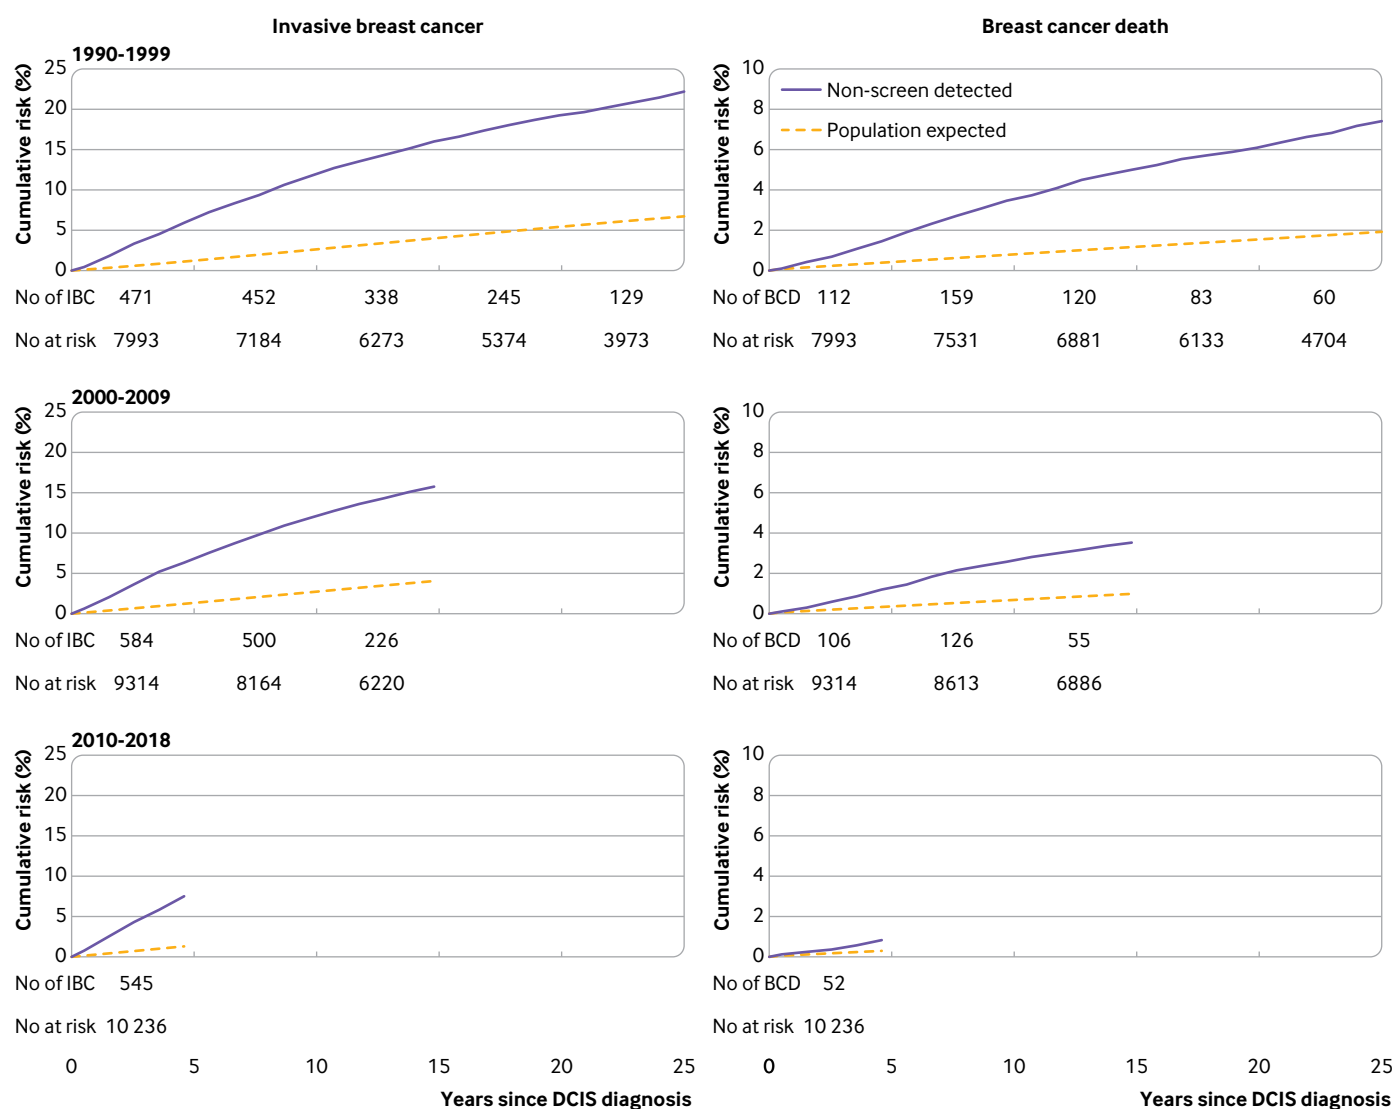 Invasive breast cancer
Breast cancer death
1990-1999
Cumulative risk (%)
25
20
15
10
5
0
No of IBC 471 452 338 245 129
No at risk 7993 7184 6273 5374 3973
Cumulative risk (%)
10
8
6
4
2
0
Non-screen detected
Population expected
No of BCD 112 159 120 83 60
No at risk 7993 7531 6881 6133 4704
2000-2009
Cumulative risk (%)
25
20
15
10
5
0
No of IBC 584 500 226
No at risk 9314 8164 6220
Cumulative risk (%)
10
8
6
4
2
0
No of BCD 106 126 55
No at risk 9314 8613 6886
2010-2018
Cumulative risk (%)
25
20
15
10
5
0
No of IBC 545
No at risk 10 236
0 5 10 15 20 25
Years since DCIS diagnosis
Cumulative risk (%)
10
8
6
4
2
0
No of BCD 52
No at risk 10 236
0 5 10 15 20 25
Years since DCIS diagnosis